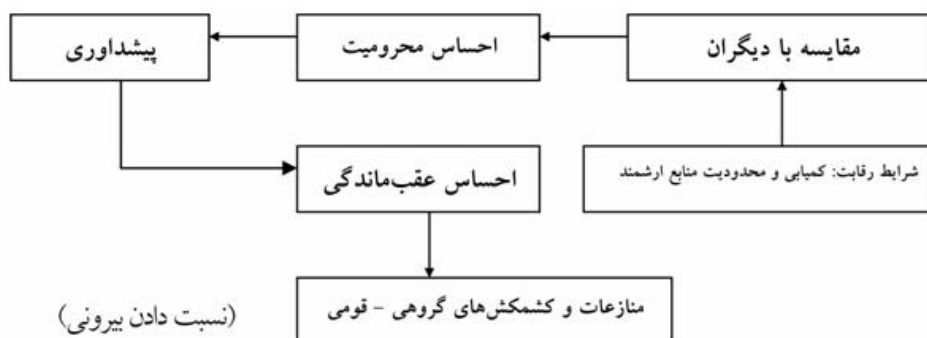 مقایسه با دیگران
احساس محرومیت
پیشداوری
شرایط رقابت: کمیابی و محدودیت منابع ارشمند
احساس عقب‌ماندگی
منازعات و کشمکش‌های گروهی – قومی
(نسبت دادن بیرونی)